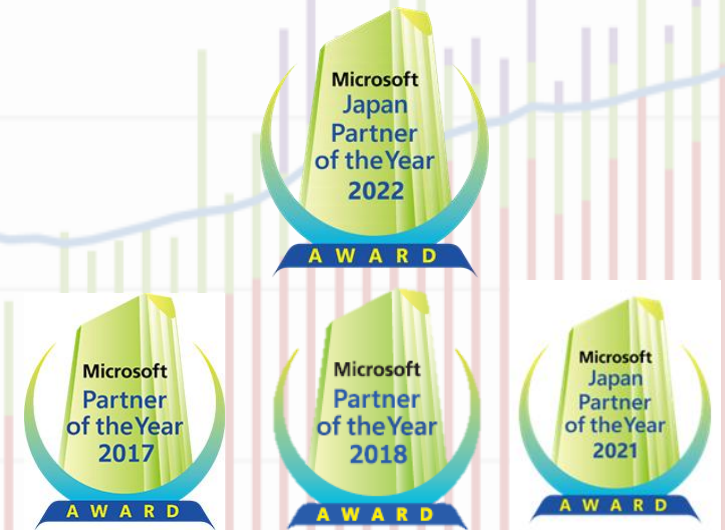 Microsoft
Japan
Partner
of the Year
2022
AWARD
Microsoft
Partner
of the Year
2017
AWARD
Microsoft
Partner
of the Year
2018
AWARD
Microsoft
Japan
Partner
of the Year
2021
AWARD